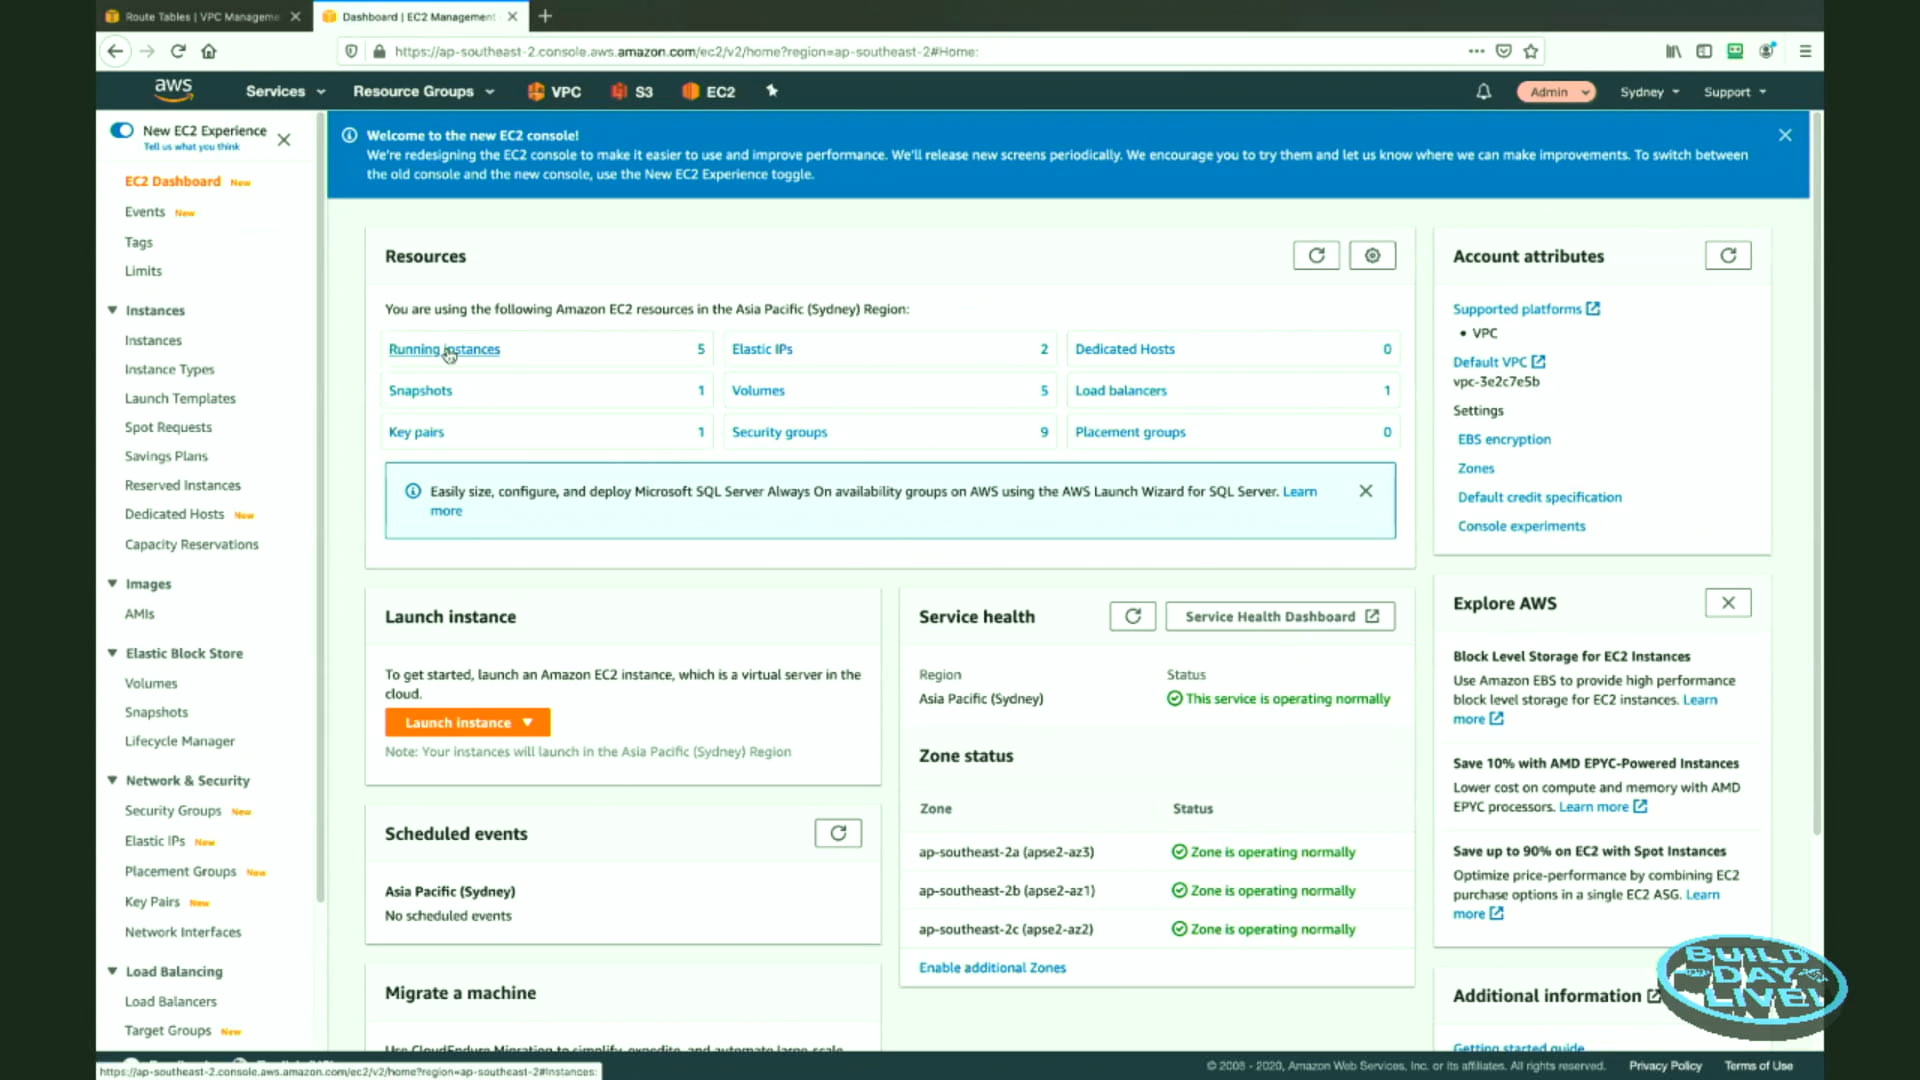 Route Tables | VPC Manageme
Dashboard | EC2 Management
https://ap-southeast-2.console.aws.amazon.com/ec2/v2/home?region=ap-southeast-2#Home:
aws
Services
Resource Groups
VPC
S3
EC2
Admin
Sydney
Support
New EC2 Experience
Tell us what you think
EC2 Dashboard New
Events New
Tags
Limits
Instances
Instances
Instance Types
Launch Templates
Spot Requests
Savings Plans
Reserved Instances
Dedicated Hosts New
Capacity Reservations
Images
AMIs
Elastic Block Store
Volumes
Snapshots
Lifecycle Manager
Network & Security
Security Groups New
Elastic IPs New
Placement Groups New
Key Pairs New
Network Interfaces
Load Balancing
Load Balancers
Target Groups New
Welcome to the new EC2 console!
We're redesigning the EC2 console to make it easier to use and improve performance. We'll release new screens periodically. We encourage you to try them and let us know where we can make improvements. To switch between
the old console and the new console, use the New EC2 Experience toggle.
Resources
You are using the following Amazon EC2 resources in the Asia Pacific (Sydney) Region:
Running instances 5
Elastic IPs 2
Dedicated Hosts 0
Snapshots 1
Volumes 5
Load balancers 1
Key pairs 1
Security groups 9
Placement groups 0
Easily size, configure, and deploy Microsoft SQL Server Always On availability groups on AWS using the AWS Launch Wizard for SQL Server. Learn
more
Launch instance
To get started, launch an Amazon EC2 instance, which is a virtual server in the
cloud.
Launch instance
Note: Your instances will launch in the Asia Pacific (Sydney) Region
Scheduled events
Asia Pacific (Sydney)
No scheduled events
Migrate a machine
Use CloudEndure Migration to simplify, expedite, and automate large-scale
Service health
Service Health Dashboard
Region
Status
Asia Pacific (Sydney)
This service is operating normally
Zone status
Zone
Status
ap-southeast-2a (apse2-az3)
Zone is operating normally
ap-southeast-2b (apse2-az1)
Zone is operating normally
ap-southeast-2c (apse2-az2)
Zone is operating normally
Enable additional Zones
Account attributes
Supported platforms
• VPC
Default VPC
vpc-3e2c7e5b
Settings
EBS encryption
Zones
Default credit specification
Console experiments
Explore AWS
Block Level Storage for EC2 Instances
Use Amazon EBS to provide high performance
block level storage for EC2 instances. Learn
more
Save 10% with AMD EPYC-Powered Instances
Lower cost on compute and memory with AMD
EPYC processors. Learn more
Save up to 90% on EC2 with Spot Instances
Optimize price-performance by combining EC2
purchase options in a single EC2 ASG. Learn
more
Additional information
Getting started guide
BUILD
DAY
LIVE!
https://ap-southeast-2.console.aws.amazon.com/ec2/v2/home?region=ap-southeast-2#Instances:
© 2008 - 2020, Amazon Web Services, Inc. or its affiliates. All rights reserved.
Privacy Policy
Terms of Use